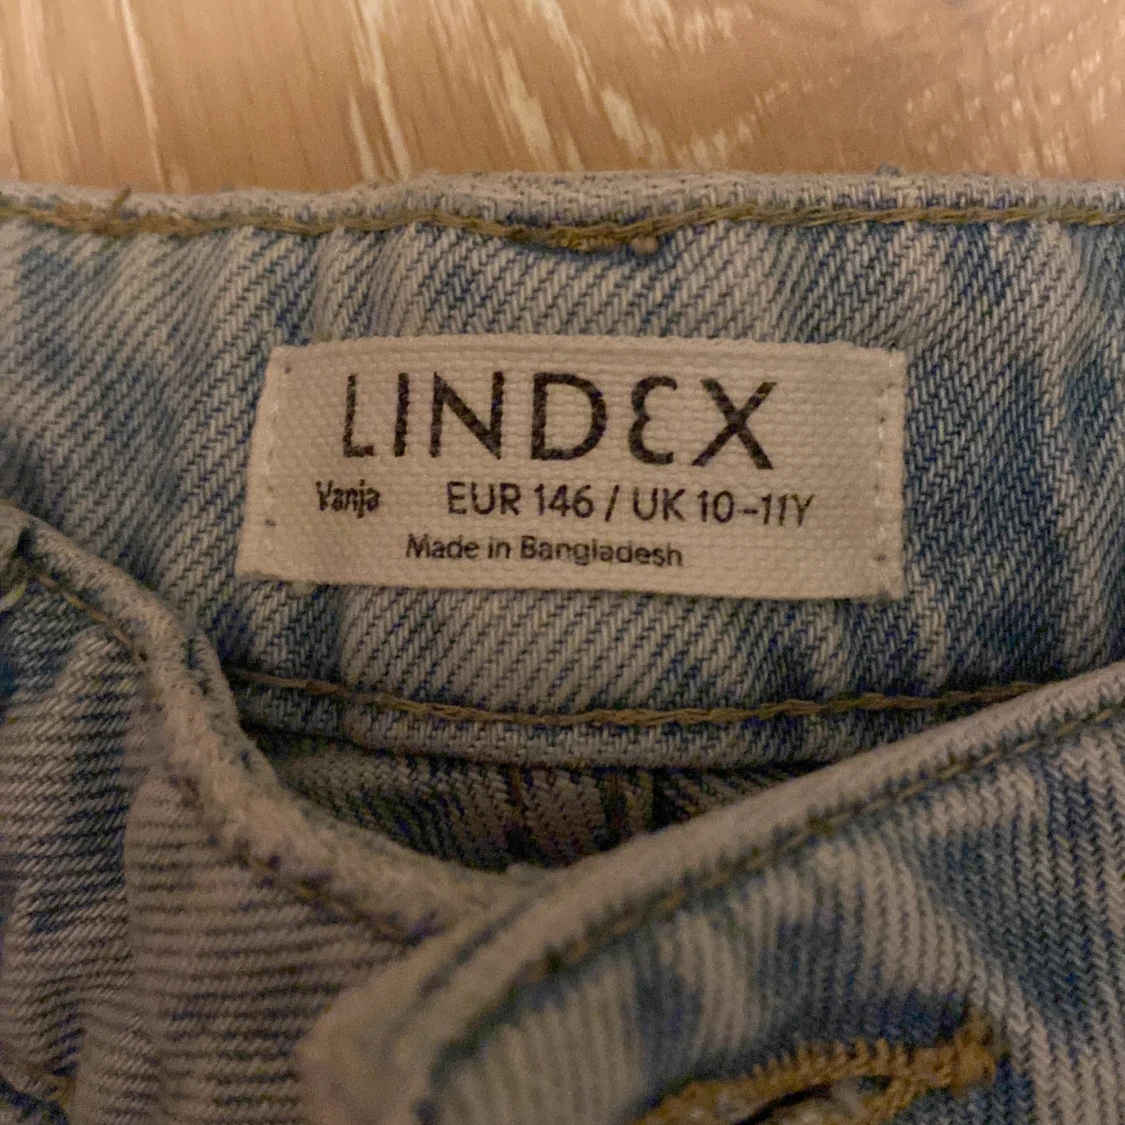 LINDEX
Vanja EUR 146 / UK 10-11Y
Made in Bangladesh